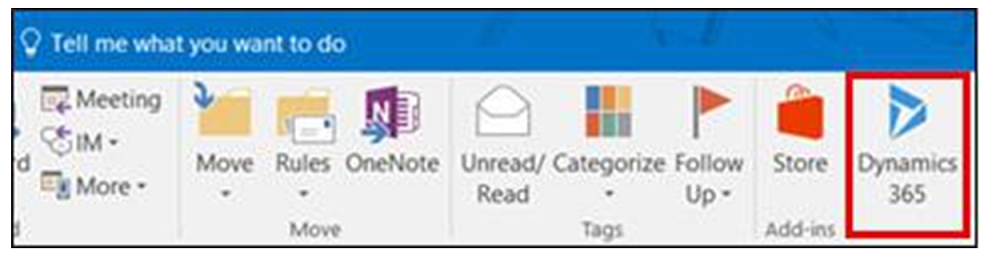 Tell me what you want to do
Meeting
IM
More
d
Move
Rules
OneNote
Unread/
Read
Categorize
Follow
Up
Store
Dynamics
365
Move
Tags
Add-ins